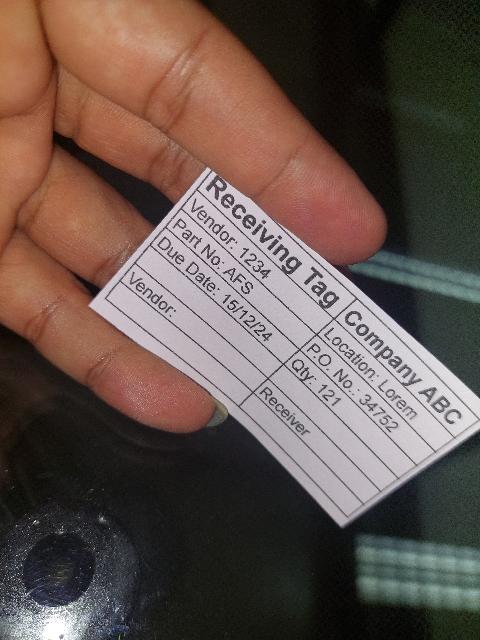 Receiving Tag Company ABC
Vendor: 1234 Location: Lorem
Part No: AFS P.O. No.: 34752
Due Date: 15/12/24 Qty: 121
Vendor: Receiver